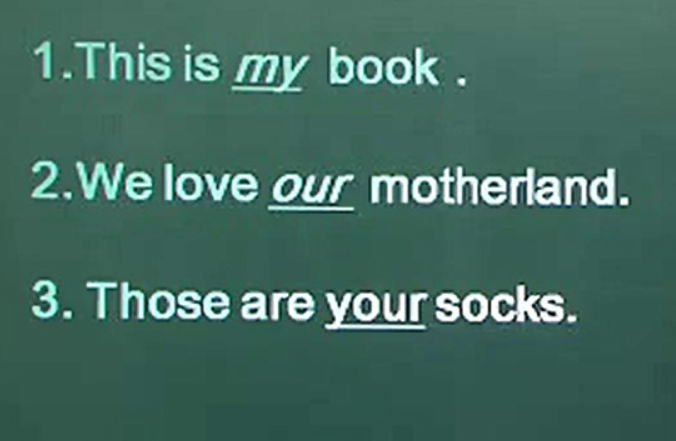 1.This is my book .
2.We love our motherland.
3. Those are your socks.